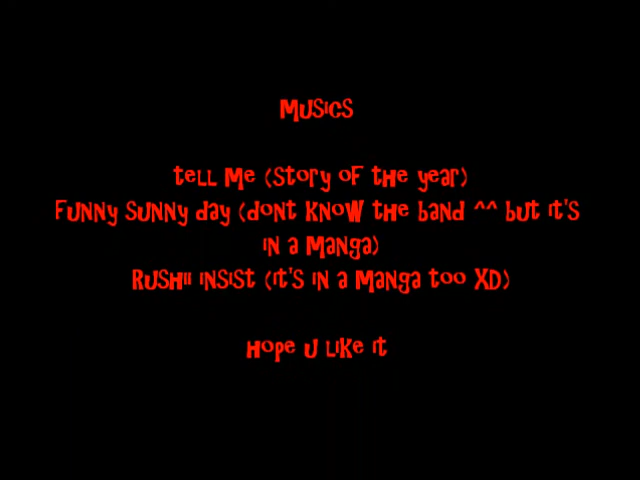 Musics
tell Me (Story of the year)
Funny Sunny day (dont know the band ^^ but it's
in a Manga)
Rushii insist (it's in a Manga too XD)
Hope u like it